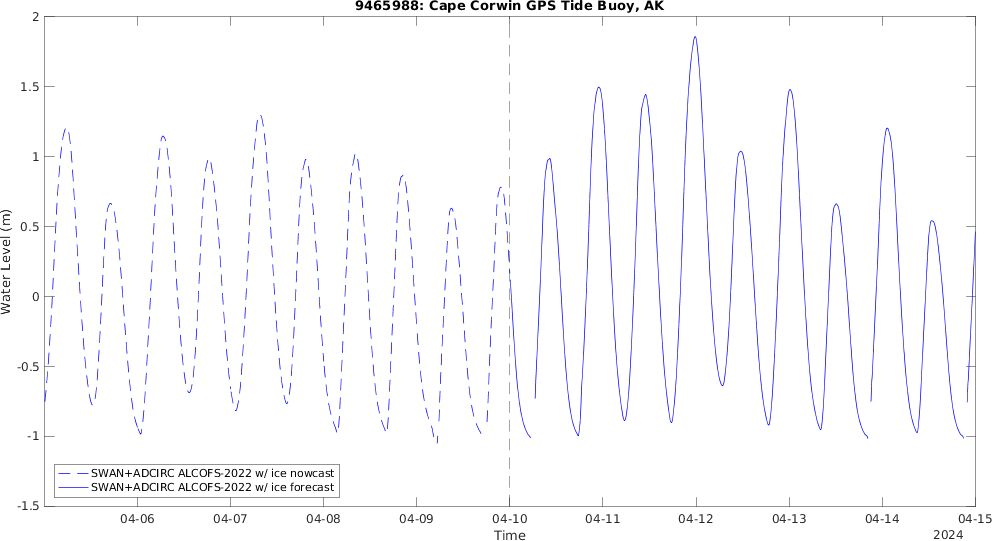 9465988: Cape Corwin GPS Tide Buoy, AK
2
1.5
1
0.5
0
-0.5
-1
-1.5
Water Level (m)
SWAN+ADCIRC ALCOFS-2022 w/ ice nowcast
SWAN+ADCIRC ALCOFS-2022 w/ ice forecast
04-06 04-07 04-08 04-09 04-10 04-11 04-12 04-13 04-14 04-15
Time
2024